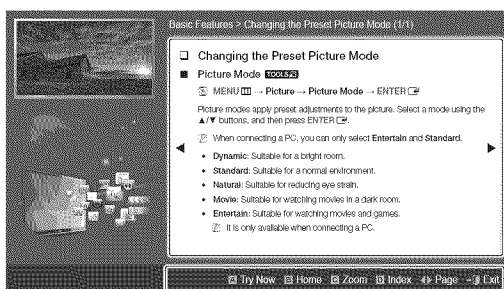 Basic Features > Changing the Preset Picture Mode (1/1)
❑ Changing the Preset Picture Mode
■ Picture Mode TOOLS
MENU → Picture → Picture Mode → ENTER
Picture modes apply preset adjustments to the picture. Select a mode using the
▲/▼ buttons, and then press ENTER.
When connecting a PC, you can only select Entertain and Standard.
• Dynamic: Suitable for a bright room.
• Standard: Suitable for a normal environment.
• Natural: Suitable for reducing eye strain.
• Movie: Suitable for watching movies in a dark room.
• Entertain: Suitable for watching movies and games.
It is only available when connecting a PC.
A Try Now B Home C Zoom D Index Page Exit